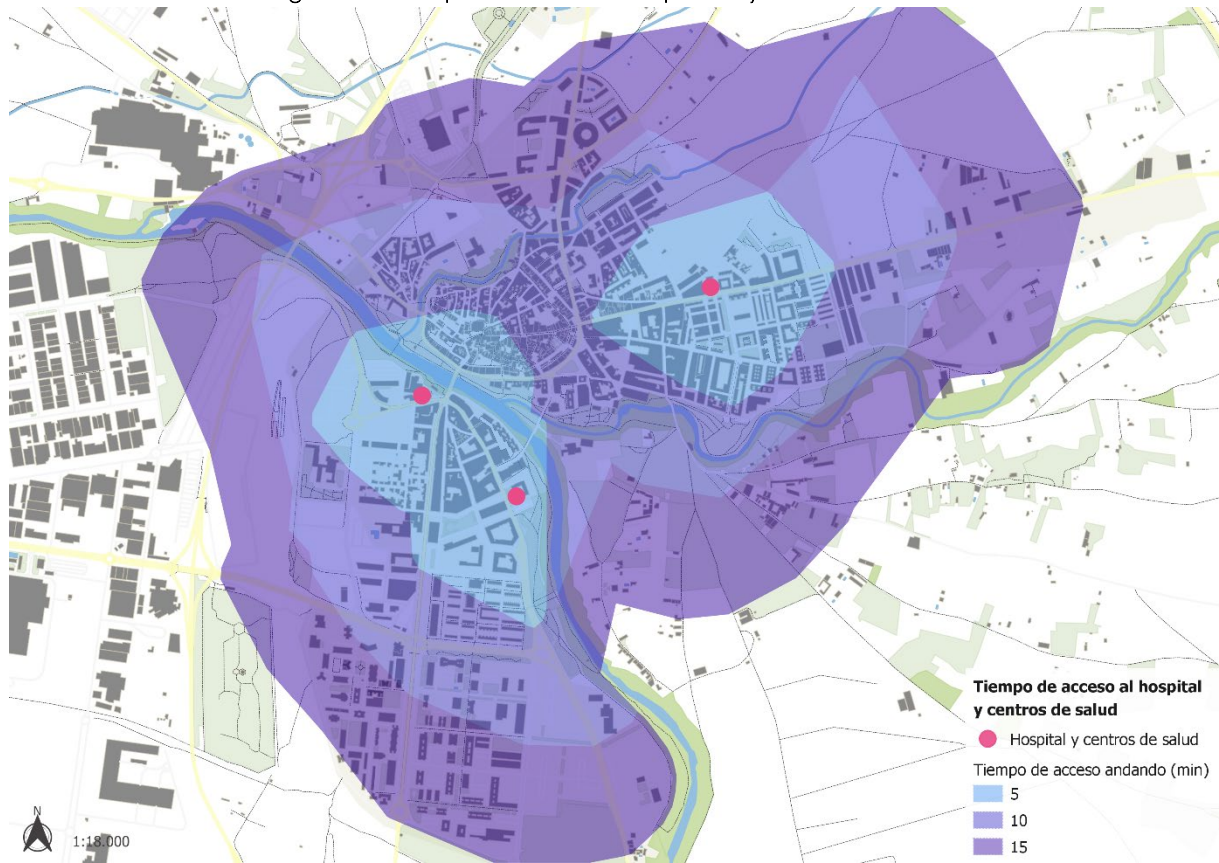 Tiempo de acceso al hospital
y centros de salud
Hospital y centros de salud
Tiempo de acceso andando (min)
5
10
15
N
1:18.000